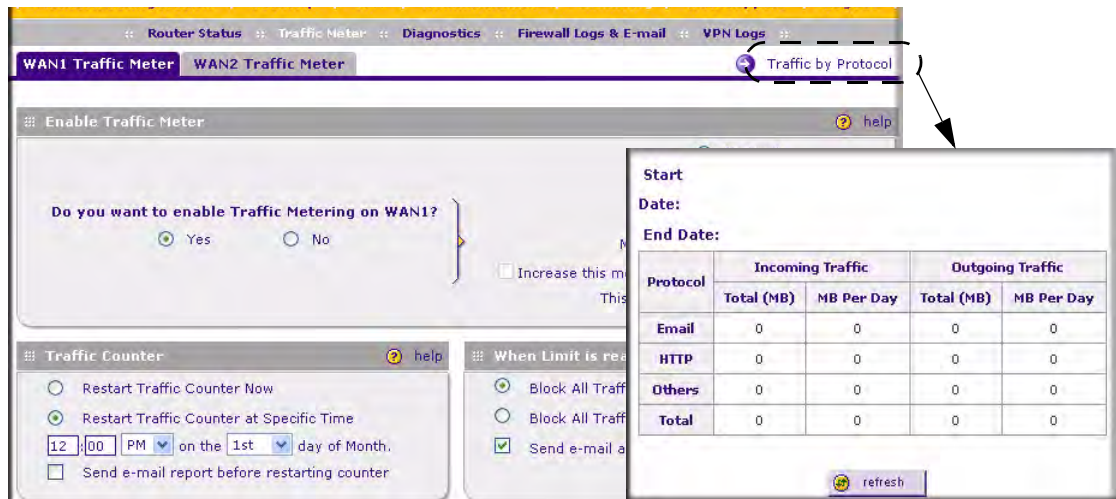 Router Status :: Traffic Meter :: Diagnostics :: Firewall Logs & E-mail :: VPN Logs
WAN1 Traffic Meter WAN2 Traffic Meter
Traffic by Protocol
Enable Traffic Meter
help
Do you want to enable Traffic Metering on WAN1?
Yes No
Increase this
This
Traffic Counter
help
Restart Traffic Counter Now
Restart Traffic Counter at Specific Time
12 : 00 PM on the 1st day of Month.
Send e-mail report before restarting counter
When Limit is
Block All
Block All
Send e-mail
Start
Date:
End Date:
Protocol Incoming Traffic Outgoing Traffic
Total (MB) MB Per Day Total (MB) MB Per Day
Email 0 0 0 0
HTTP 0 0 0 0
Others 0 0 0 0
Total 0 0 0 0
refresh